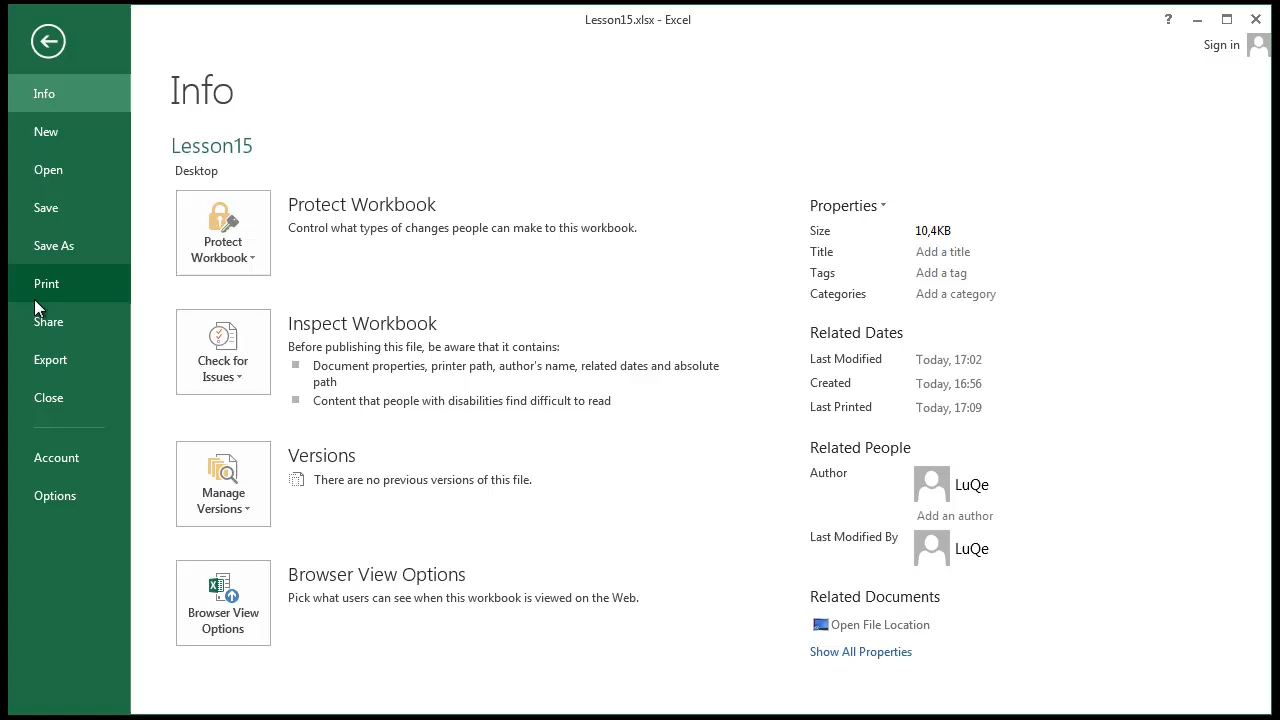 Lesson15.xlsx - Excel
?
Sign in
Info
New
Open
Save
Save As
Print
Share
Export
Close
Account
Options
Info
Lesson15
Desktop
Protect
Workbook
Protect Workbook
Control what types of changes people can make to this workbook.
Check for
Issues
Inspect Workbook
Before publishing this file, be aware that it contains:
Document properties, printer path, author's name, related dates and absolute
path
Content that people with disabilities find difficult to read
Manage
Versions
Versions
There are no previous versions of this file.
Browser View
Options
Browser View Options
Pick what users can see when this workbook is viewed on the Web.
Properties
Size 10,4KB
Title Add a title
Tags Add a tag
Categories Add a category
Related Dates
Last Modified Today, 17:02
Created Today, 16:56
Last Printed Today, 17:09
Related People
Author LuQe
Add an author
Last Modified By LuQe
Related Documents
Open File Location
Show All Properties